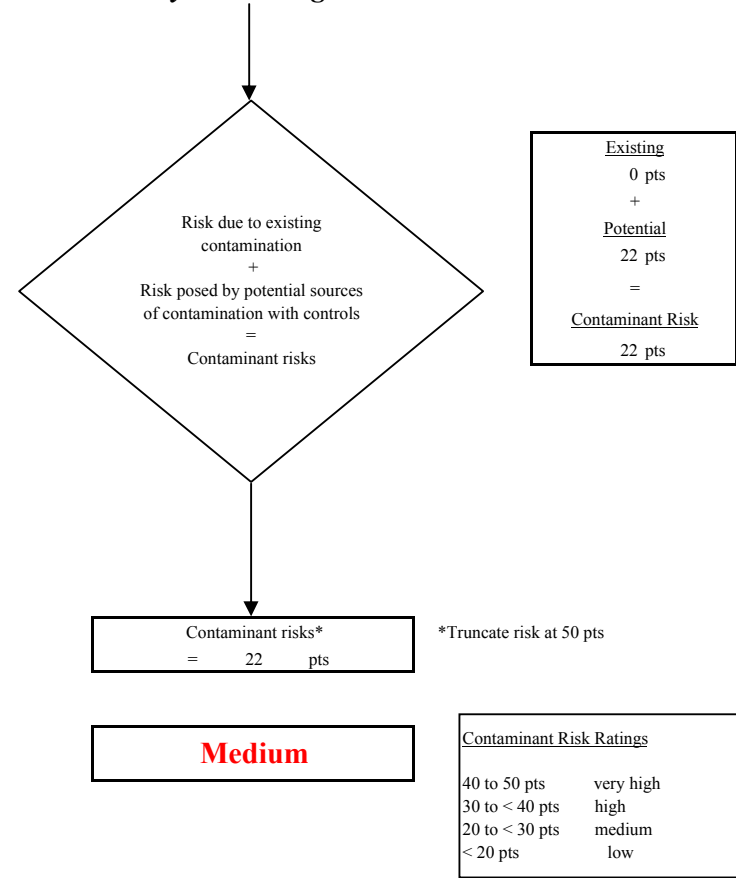 Risk due to existing
contamination
+
Risk posed by potential sources
of contamination with controls
=
Contaminant risks
Existing
0 pts
+
Potential
22 pts
=
Contaminant Risk
22 pts
Contaminant risks*
= 22 pts
*Truncate risk at 50 pts
Medium
Contaminant Risk Ratings
40 to 50 pts very high
30 to < 40 pts high
20 to < 30 pts medium
< 20 pts low